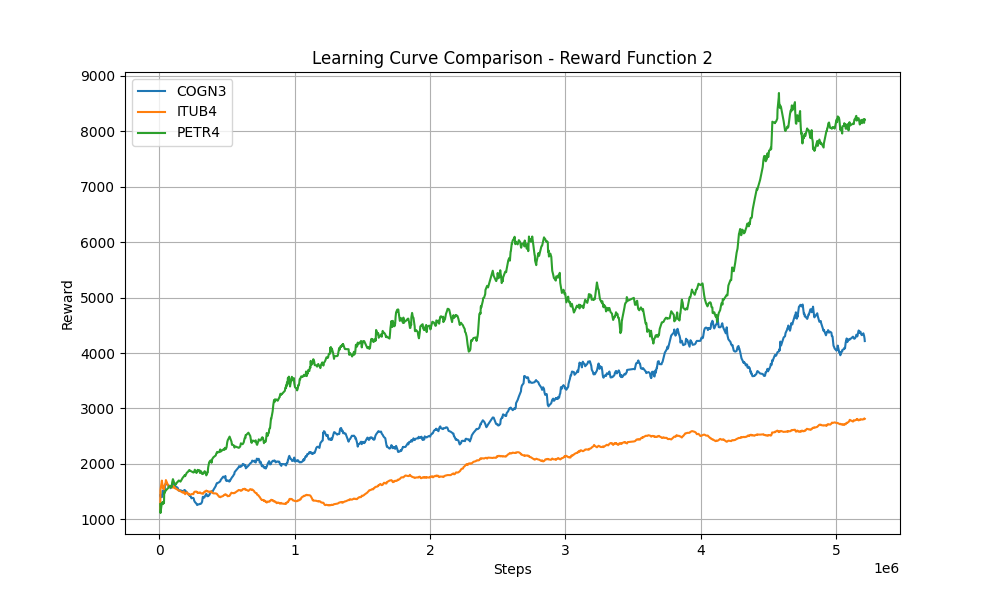 Learning Curve Comparison - Reward Function 2
COGN3
ITUB4
PETR4
9000
8000
7000
6000
5000
4000
3000
2000
1000
Reward
0 1 2 3 4 5
1e6
Steps